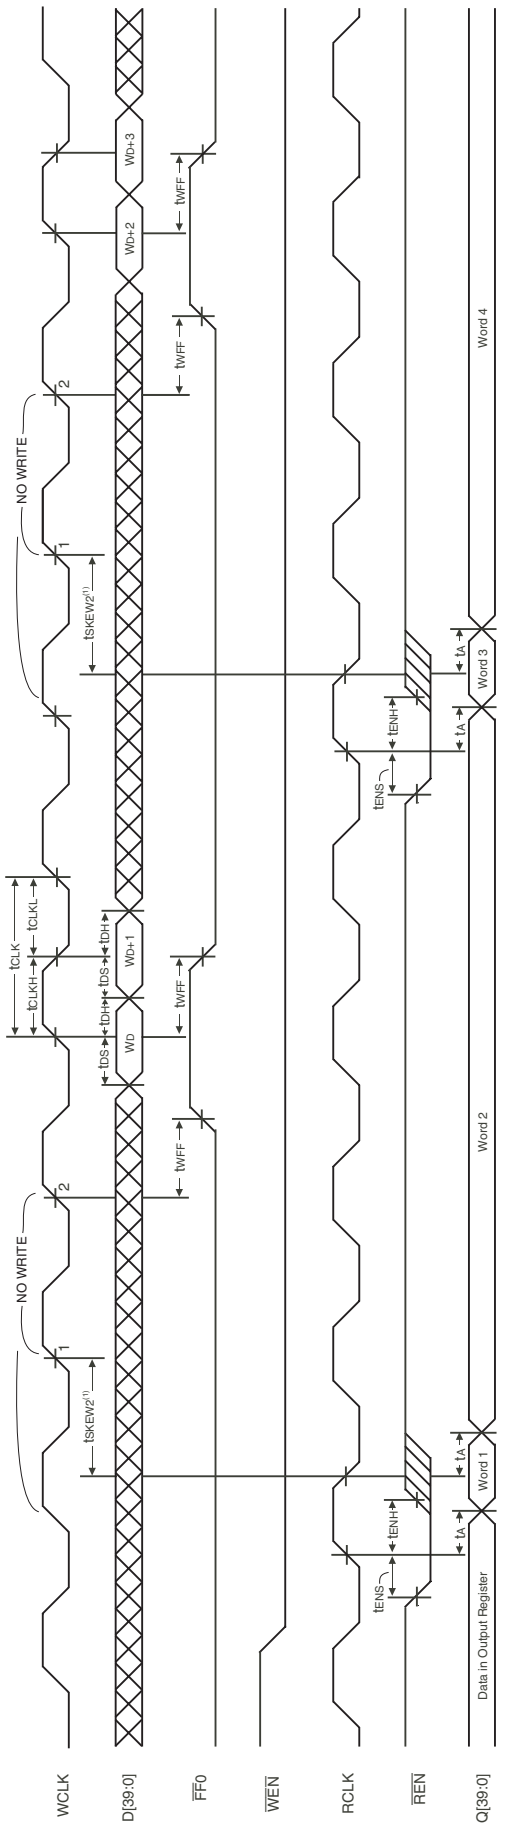 WCLK
NO WRITE
1
2
tSKEW2(1)
tCLK
tCLKH
tCLKL
NO WRITE
1
2
tSKEW2(1)
D[39:0]
tDS
tDH
tDS
tDH
WD
WD+1
WD+2
WD+3
FF0
tWFF
tWFF
tWFF
tWFF
WEN
RCLK
REN
tENS
tENH
tENS
tENH
Q[39:0]
Data in Output Register
tA
Word 1
tA
Word 2
tA
Word 3
tA
Word 4